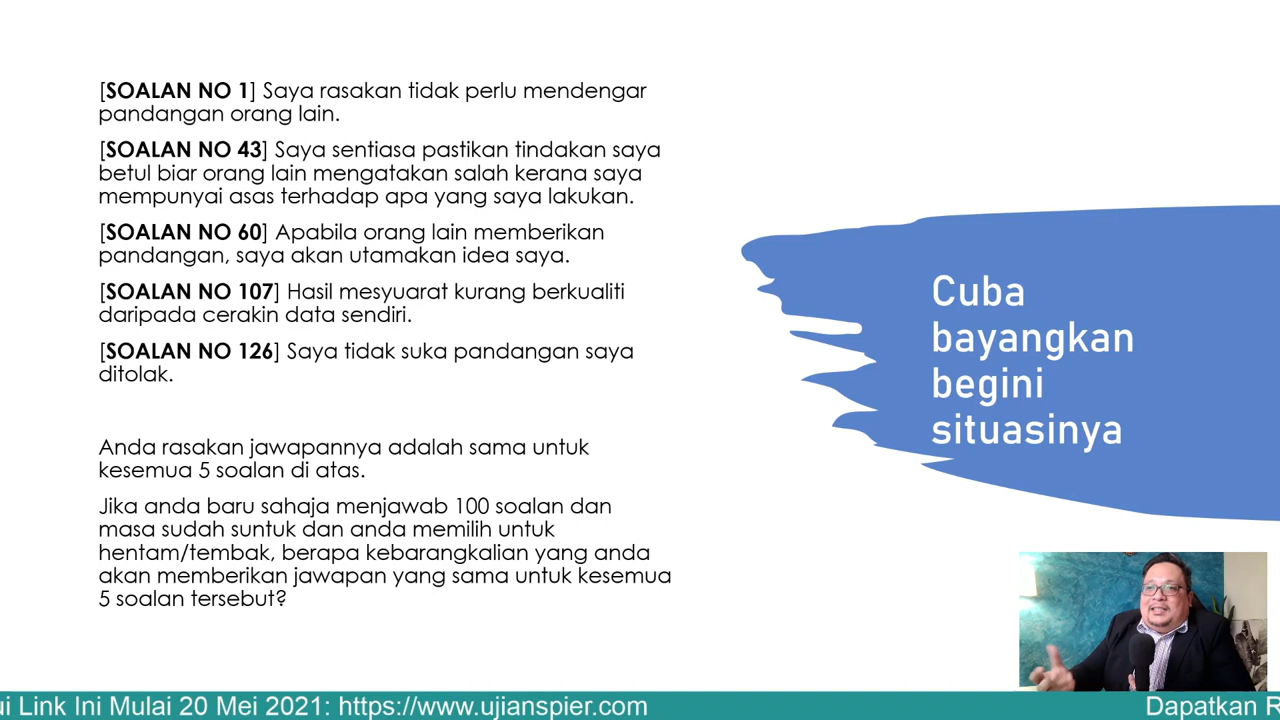 [SOALAN NO 1] Saya rasakan tidak perlu mendengar
pandangan orang lain.
[SOALAN NO 43] Saya sentiasa pastikan tindakan saya
betul biar orang lain mengatakan salah kerana saya
mempunyai asas terhadap apa yang saya lakukan.
[SOALAN NO 60] Apabila orang lain memberikan
pandangan, saya akan utamakan idea saya.
[SOALAN NO 107] Hasil mesyuarat kurang berkualiti
daripada cerakin data sendiri.
[SOALAN NO 126] Saya tidak suka pandangan saya
ditolak.
Anda rasakan jawapannya adalah sama untuk
kesemua 5 soalan di atas.
Jika anda baru sahaja menjawab 100 soalan dan
masa sudah suntuk dan anda memilih untuk
hentam/tembak, berapa kebarangkalian yang anda
akan memberikan jawapan yang sama untuk kesemua
5 soalan tersebut?
Cuba
bayangkan
begini
situasinya
ui Link Ini Mulai 20 Mei 2021: https://www.ujianspier.com
Dapatkan R